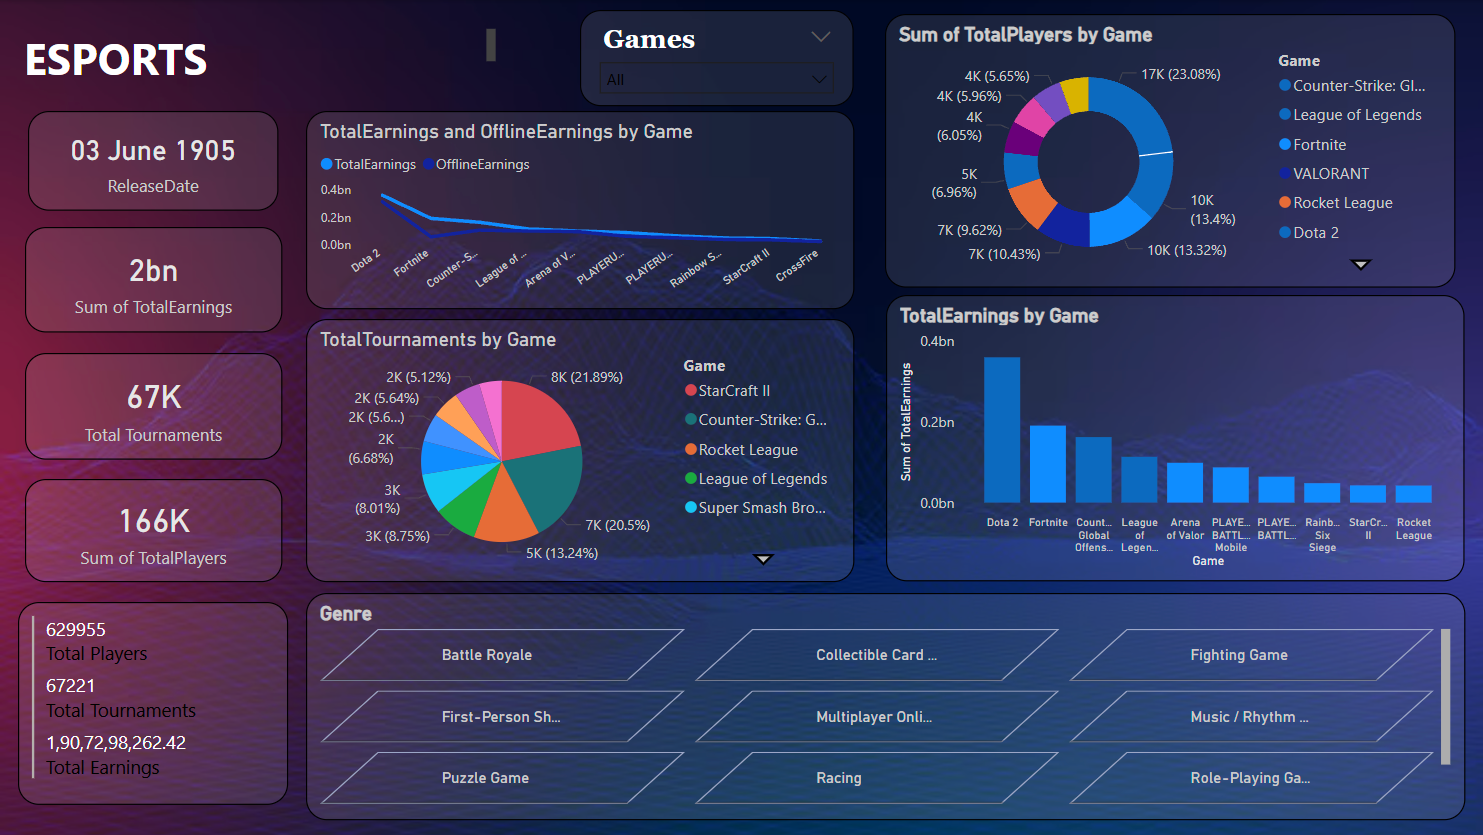 ESPORTS
Games
All
03 June 1905
ReleaseDate
2bn
Sum of TotalEarnings
67K
Total Tournaments
166K
Sum of TotalPlayers
629955
Total Players
67221
Total Tournaments
1,90,72,98,262.42
Total Earnings
TotalEarnings and OfflineEarnings by Game
TotalEarnings OfflineEarnings
0.4bn
0.2bn
0.0bn
Dota 2
Fortnite
Counter-S...
League of ...
Arena of V...
PLAYERU...
PLAYERU...
Rainbow S...
StarCraft II
CrossFire
TotalTournaments by Game
8K (21.89%)
7K (20.5%)
5K (13.24%)
3K (8.75%)
3K
(8.01%)
2K
(6.68%)
2K (5.6...)
2K (5.64%)
2K (5.12%)
Game
StarCraft II
Counter-Strike: G...
Rocket League
League of Legends
Super Smash Bro...
Sum of TotalPlayers by Game
17K (23.08%)
10K
(13.4%)
10K (13.32%)
7K (10.43%)
7K (9.62%)
5K
(6.96%)
4K
(6.05%)
4K (5.96%)
4K (5.65%)
Game
Counter-Strike: Gl...
League of Legends
Fortnite
VALORANT
Rocket League
Dota 2
TotalEarnings by Game
Sum of TotalEarnings
0.4bn
0.2bn
0.0bn
Dota 2
Fortnite
Count...
Global
Offens...
League
of
Legen...
Arena
of Valor
PLAYE...
BATTL...
Mobile
PLAYE...
BATTL...
Rainb...
Six
Siege
StarCr...
II
Rocket
League
Game
Genre
Battle Royale
Collectible Card ...
Fighting Game
First-Person Sh...
Multiplayer Onli...
Music / Rhythm ...
Puzzle Game
Racing
Role-Playing Ga...